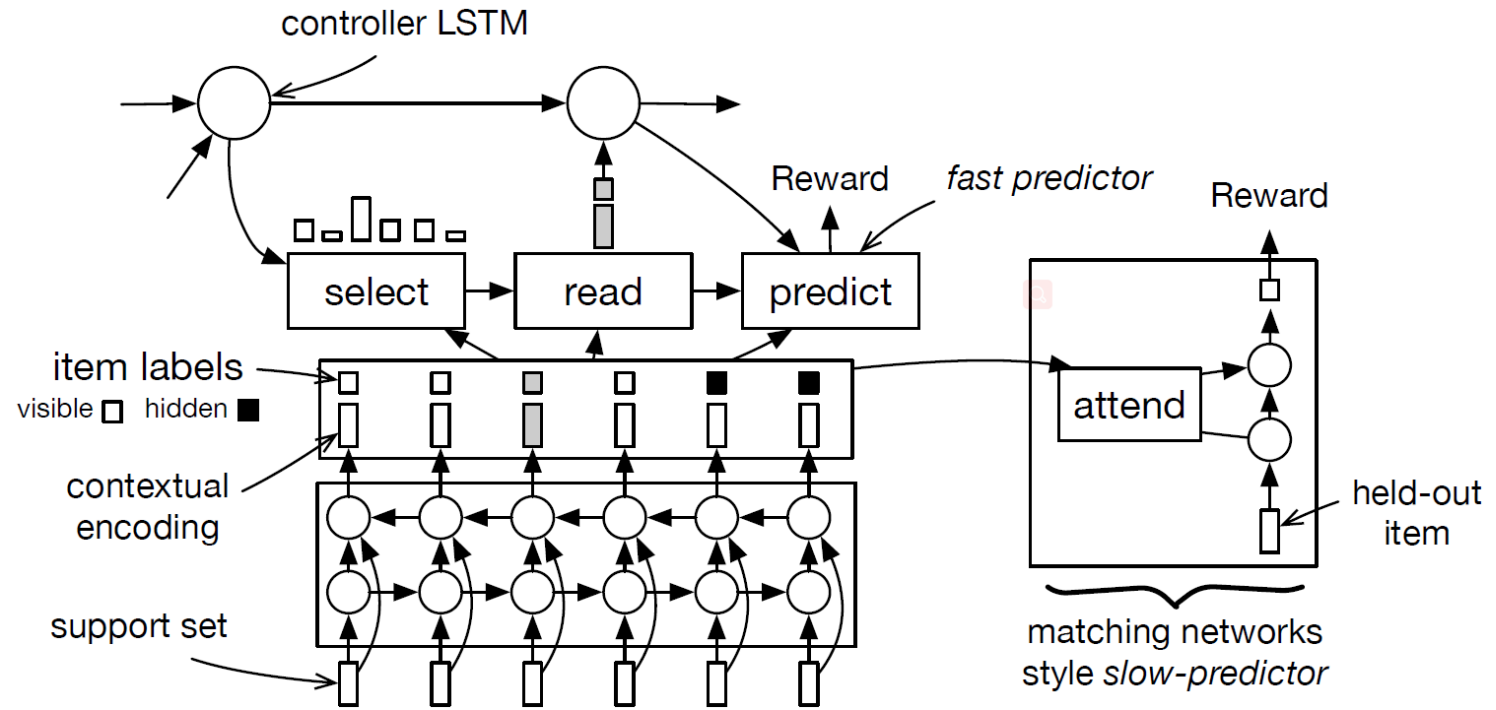 controller LSTM
Reward
fast predictor
Reward
select
read
predict
item labels
visible
hidden
attend
contextual
encoding
held-out
item
support set
matching networks
style slow-predictor